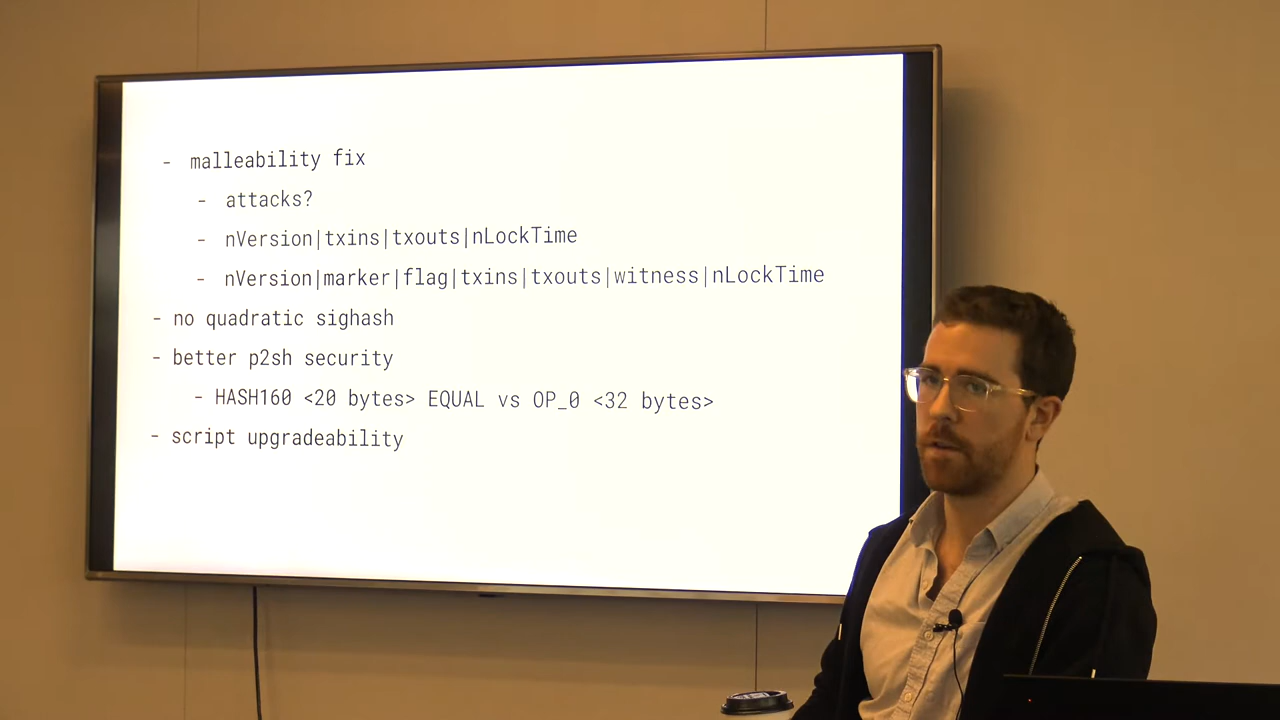 - malleability fix
- attacks?
- nVersion|txins|txouts|nLockTime
- nVersion|marker|flag|txins|txouts|witness|nLockTime
- no quadratic sighash
- better p2sh security
- HASH160 <20 bytes> EQUAL vs OP_0 <32 bytes>
- script upgradeability